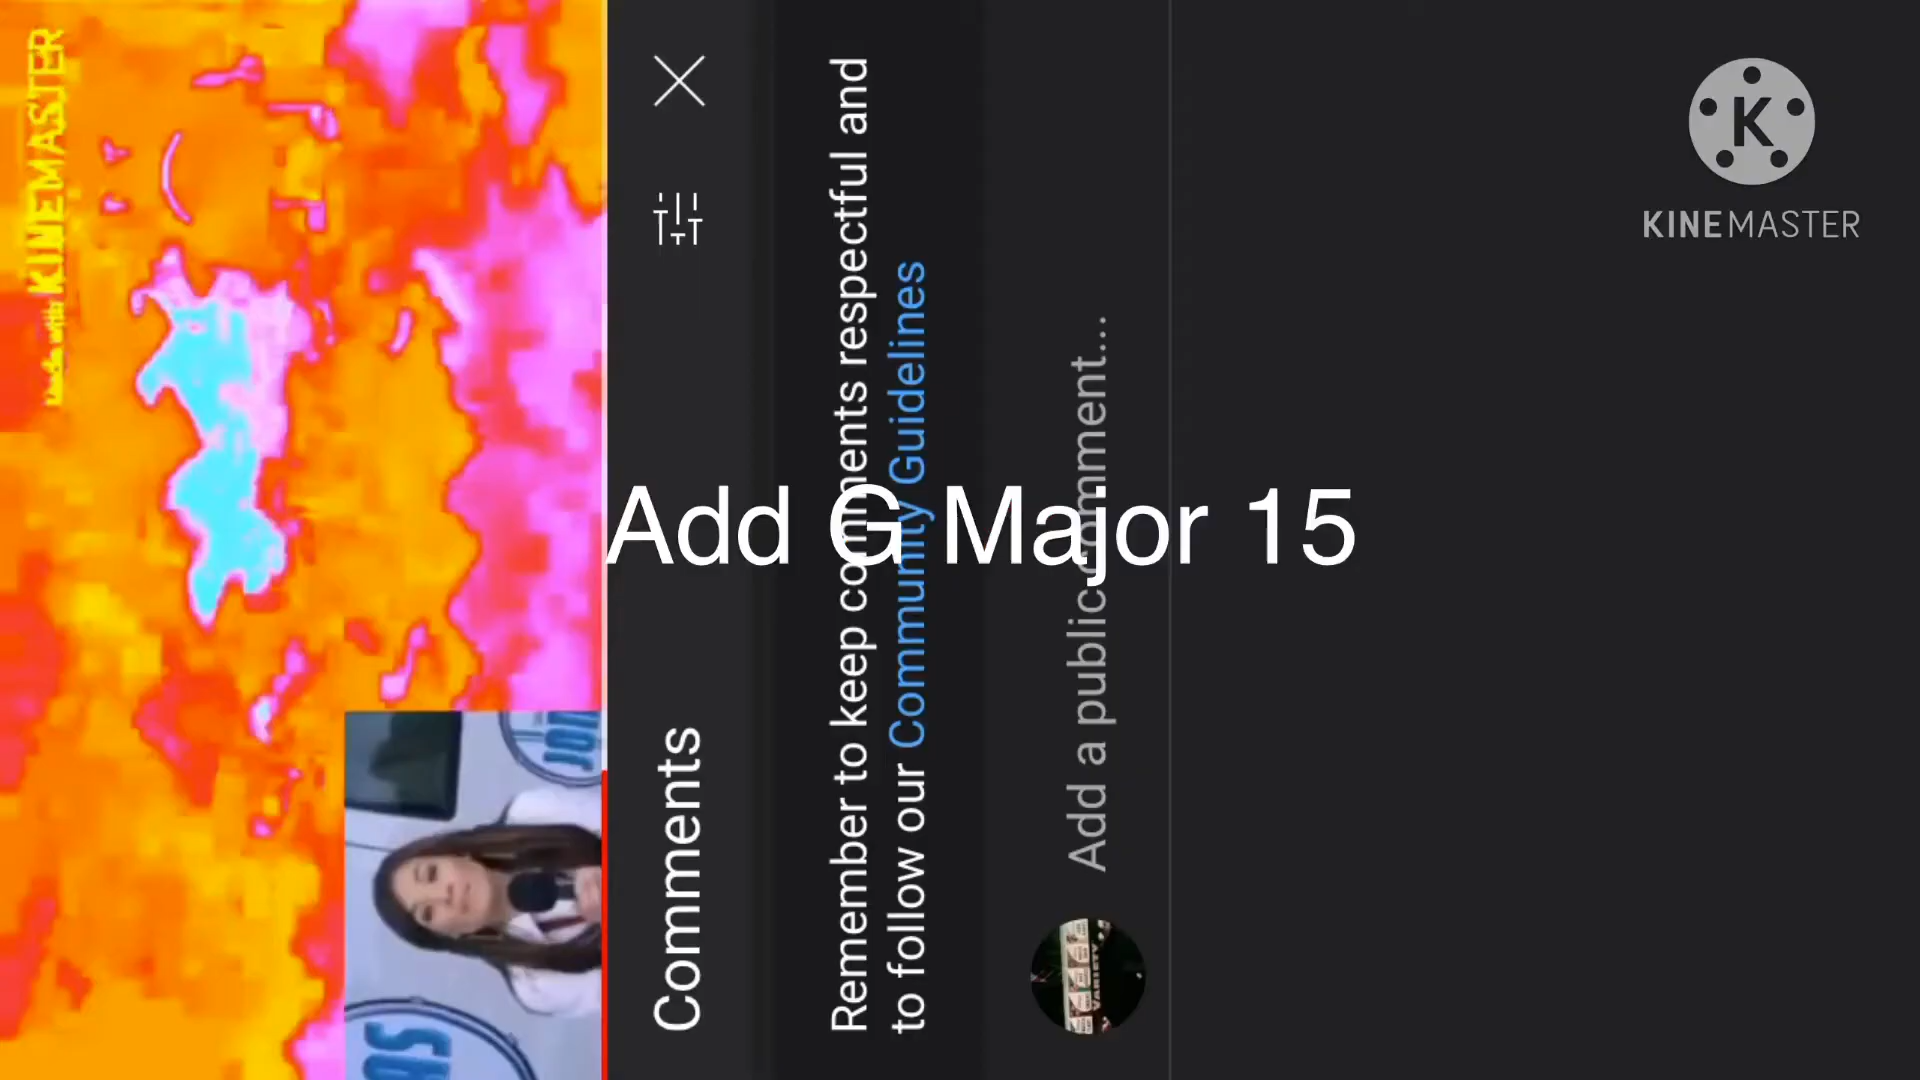 Made with KINEMASTER
Comments
Remember to keep comments respectful and
to follow our Community Guidelines
Add a public comment...
Add G Major 15
K
KINEMASTER
VARIETY